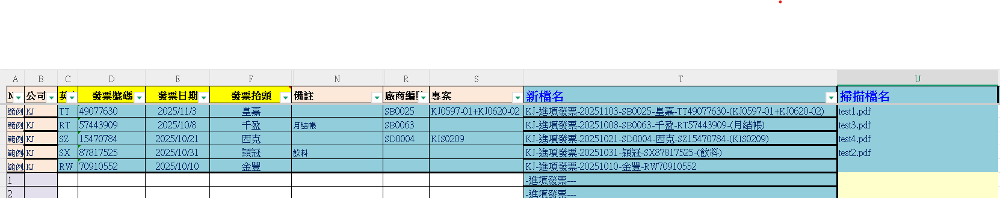 A B C D E F N R S T U
公司 發票號碼 發票日期 發票抬頭 備註 專案 新檔名 掃描檔名
範例 KJ TT 49077630 2025/11/3 皇嘉 SB0025 KJ0597-01+KJ0620-02 KJ-進項發票-20251103-SB0025-皇嘉-TT49077630-(KJ0597-01+KJ0620-02) test1.pdf
範例 KJ RT 57443909 2025/10/8 千盈 月結帳 SB0063 KJ-進項發票-20251008-SB0063-千盈-RT57443909-(月結帳) test3.pdf
範例 KJ SZ 15470784 2025/10/21 西克 SD0004 KIS0209 KJ-進項發票-20251021-SD0004-西克-SZ15470784-(KIS0209) test4.pdf
範例 KJ SX 87817525 2025/10/31 穎冠 飲料 KJ-進項發票-20251031-穎冠-SX87817525-(飲料) test2.pdf
範例 KJ RW 70910552 2025/10/10 金豐 KJ-進項發票-20251010-金豐-RW70910552
1 -進項發票---
2 -進項發票---